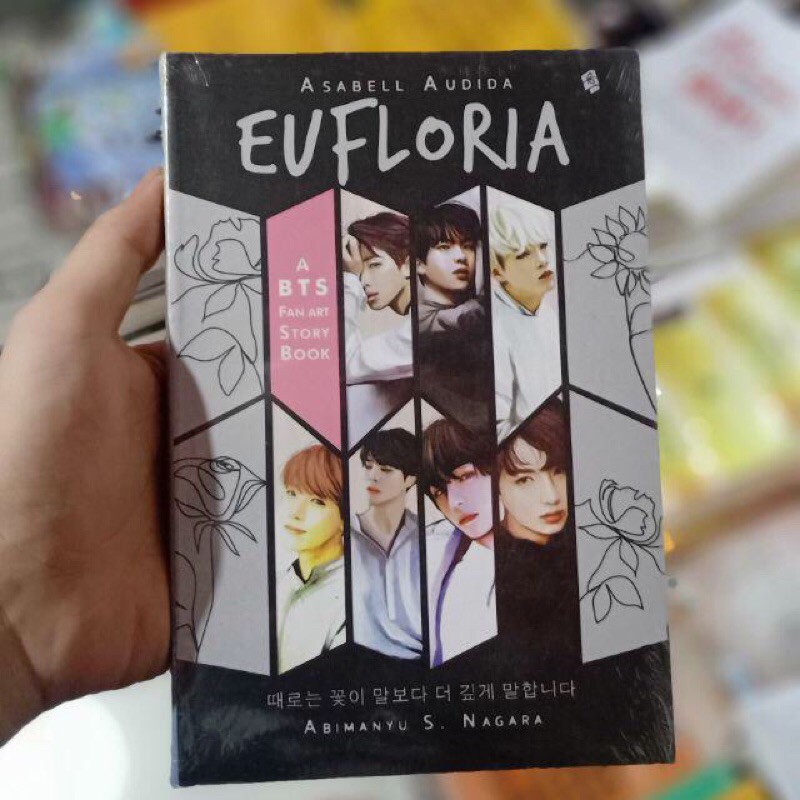 ASABELL AUDIDA
EUFLORIA
A
BTS
FAN ART
STORY
BOOK
때로는 꽃이 말보다 더 깊게 말합니다
ABIMANYU S. NAGARA